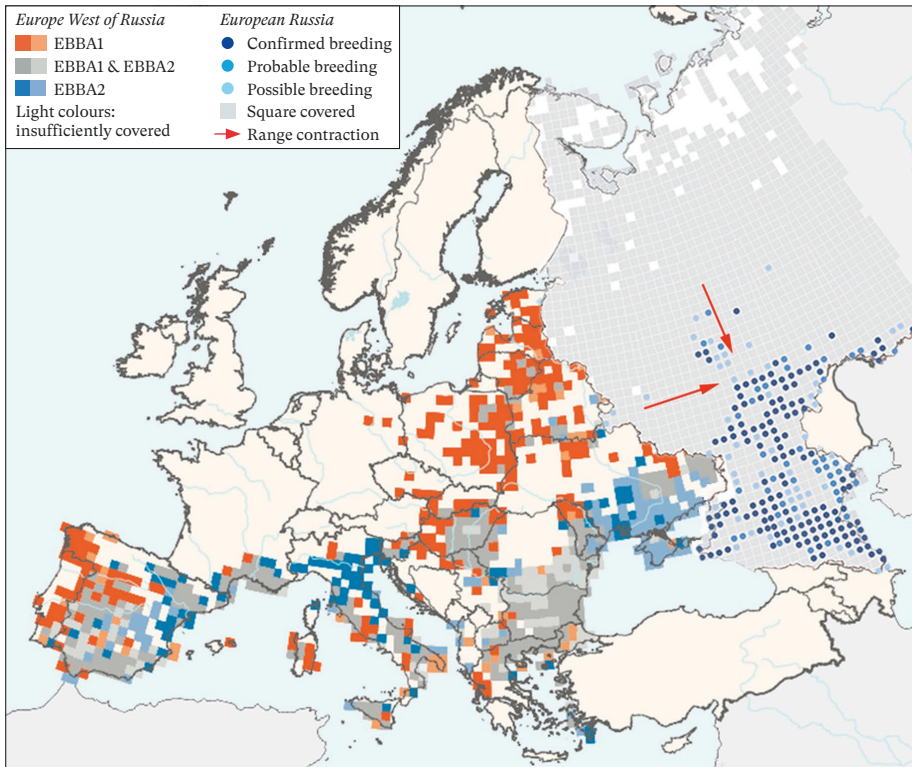 Europe West of Russia
EBBA1
EBBA1 & EBBA2
EBBA2
Light colours:
insufficiently covered
European Russia
Confirmed breeding
Probable breeding
Possible breeding
Square covered
Range contraction